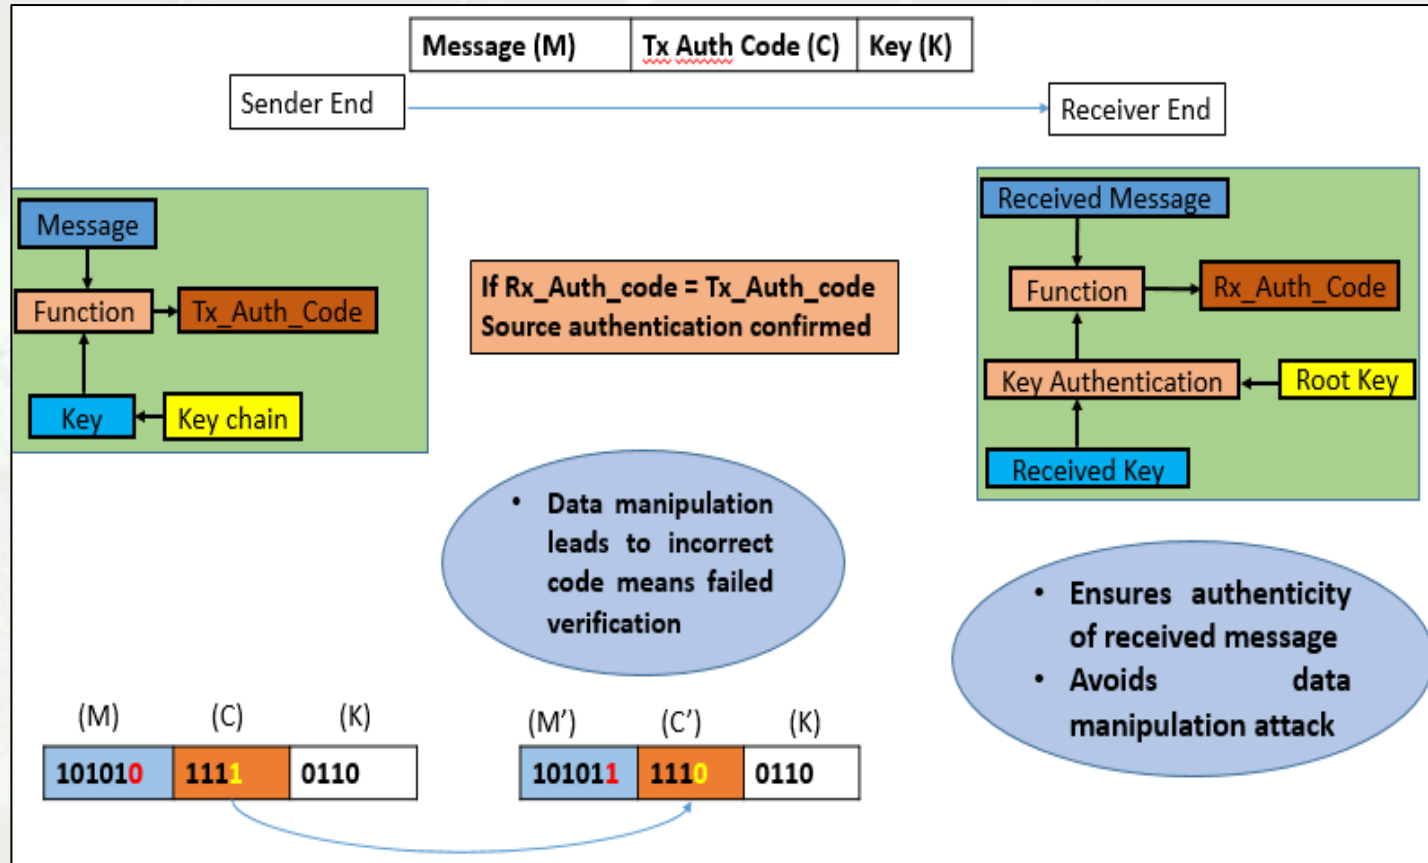 Message (M) Tx Auth Code (C) Key (K)
Sender End
Receiver End
Message
Function
Tx_Auth_Code
Key
Key chain
If Rx_Auth_code = Tx_Auth_code
Source authentication confirmed
Received Message
Function
Rx_Auth_Code
Key Authentication
Root Key
Received Key
• Data manipulation
leads to incorrect
code means failed
verification
• Ensures authenticity
of received message
• Avoids data
manipulation attack
(M) (C) (K)
101010 1111 0110
(M’) (C’) (K)
101011 1110 0110